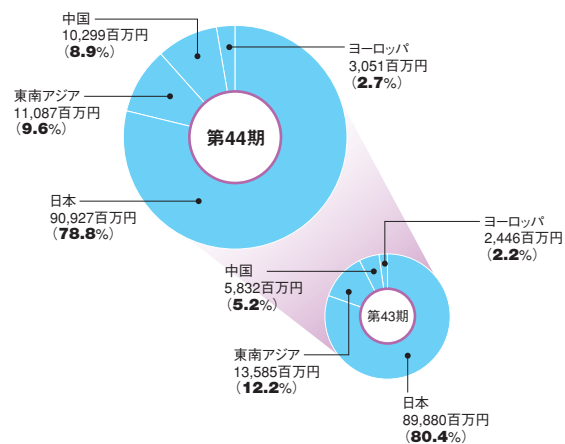 中国
10,299百万円
(8.9%)
ヨーロッパ
3,051百万円
(2.7%)
東南アジア
11,087百万円
(9.6%)
第44期
日本
90,927百万円
(78.8%)
ヨーロッパ
2,446百万円
(2.2%)
中国
5,832百万円
(5.2%)
第43期
東南アジア
13,585百万円
(12.2%)
日本
89,880百万円
(80.4%)